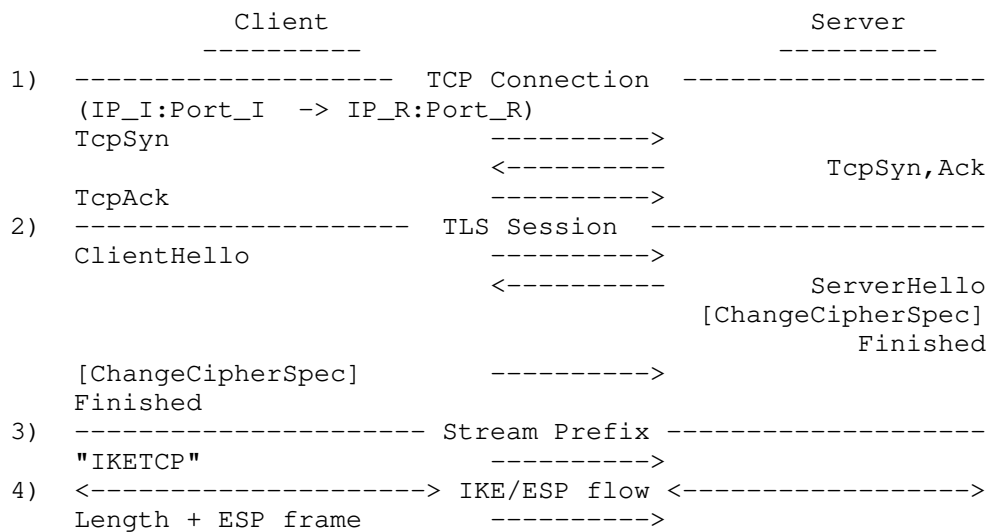 Client                              Server
              ----------                          ----------
1)  --------------------  TCP Connection  -------------------
    (IP_I:Port_I  -> IP_R:Port_R)
    TcpSyn                    ---------->
                              <----------          TcpSyn,Ack
    TcpAck                    ---------->
2)  ---------------------  TLS Session  ---------------------
    ClientHello               ---------->
                              <----------         ServerHello
                                           [ChangeCipherSpec]
                                                     Finished
    [ChangeCipherSpec]        ---------->
    Finished
3)  ---------------------- Stream Prefix --------------------
    "IKETCP"                  ---------->
4)  <---------------------> IKE/ESP flow <------------------>
    Length + ESP frame        ---------->